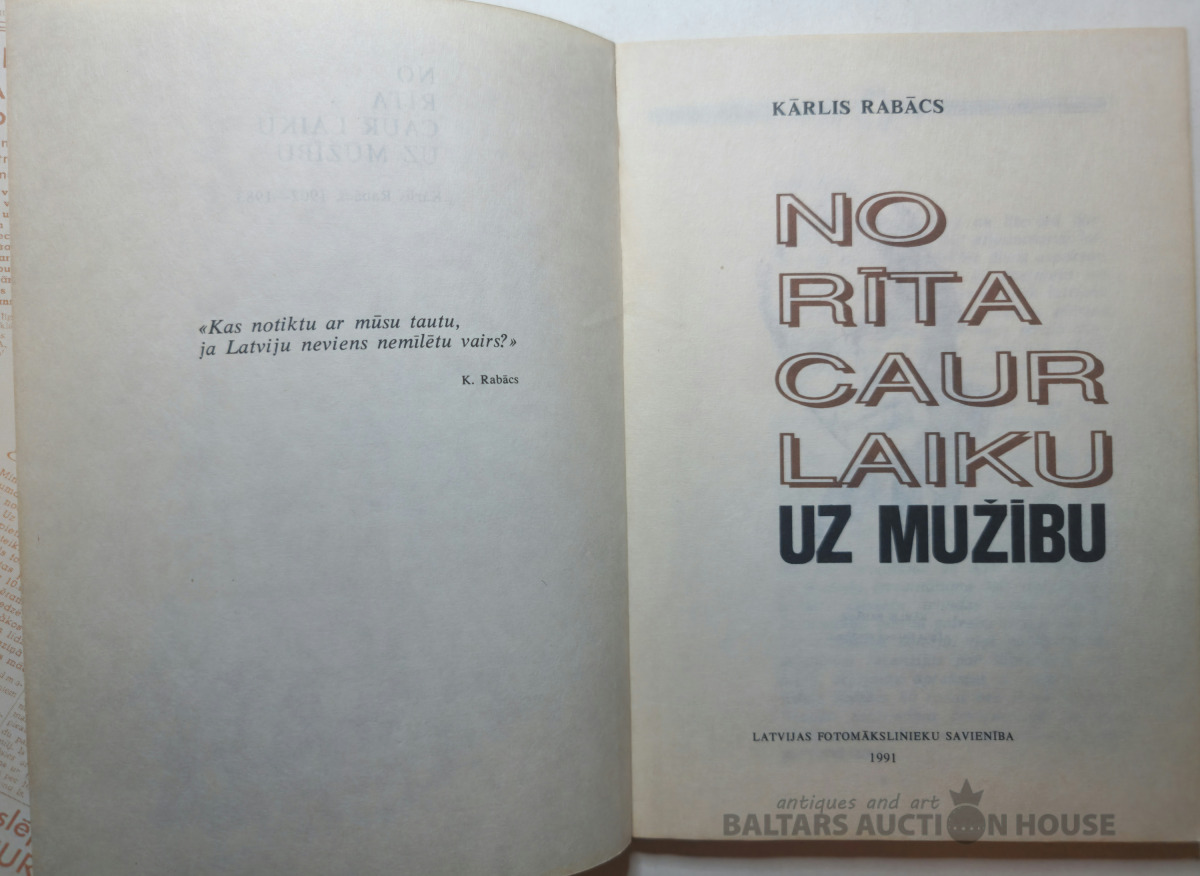 «Kas notiktu ar mūsu tautu,
ja Latviju neviens nemīlētu vairs?»
K. Rabācs
KĀRLIS RABĀCS
NO
RĪTA
CAUR
LAIKU
UZ MUŽĪBU
LATVIJAS FOTOMĀKSLINIEKU SAVIENĪBA
1991
antiques and art
BALTARS AUCTION HOUSE